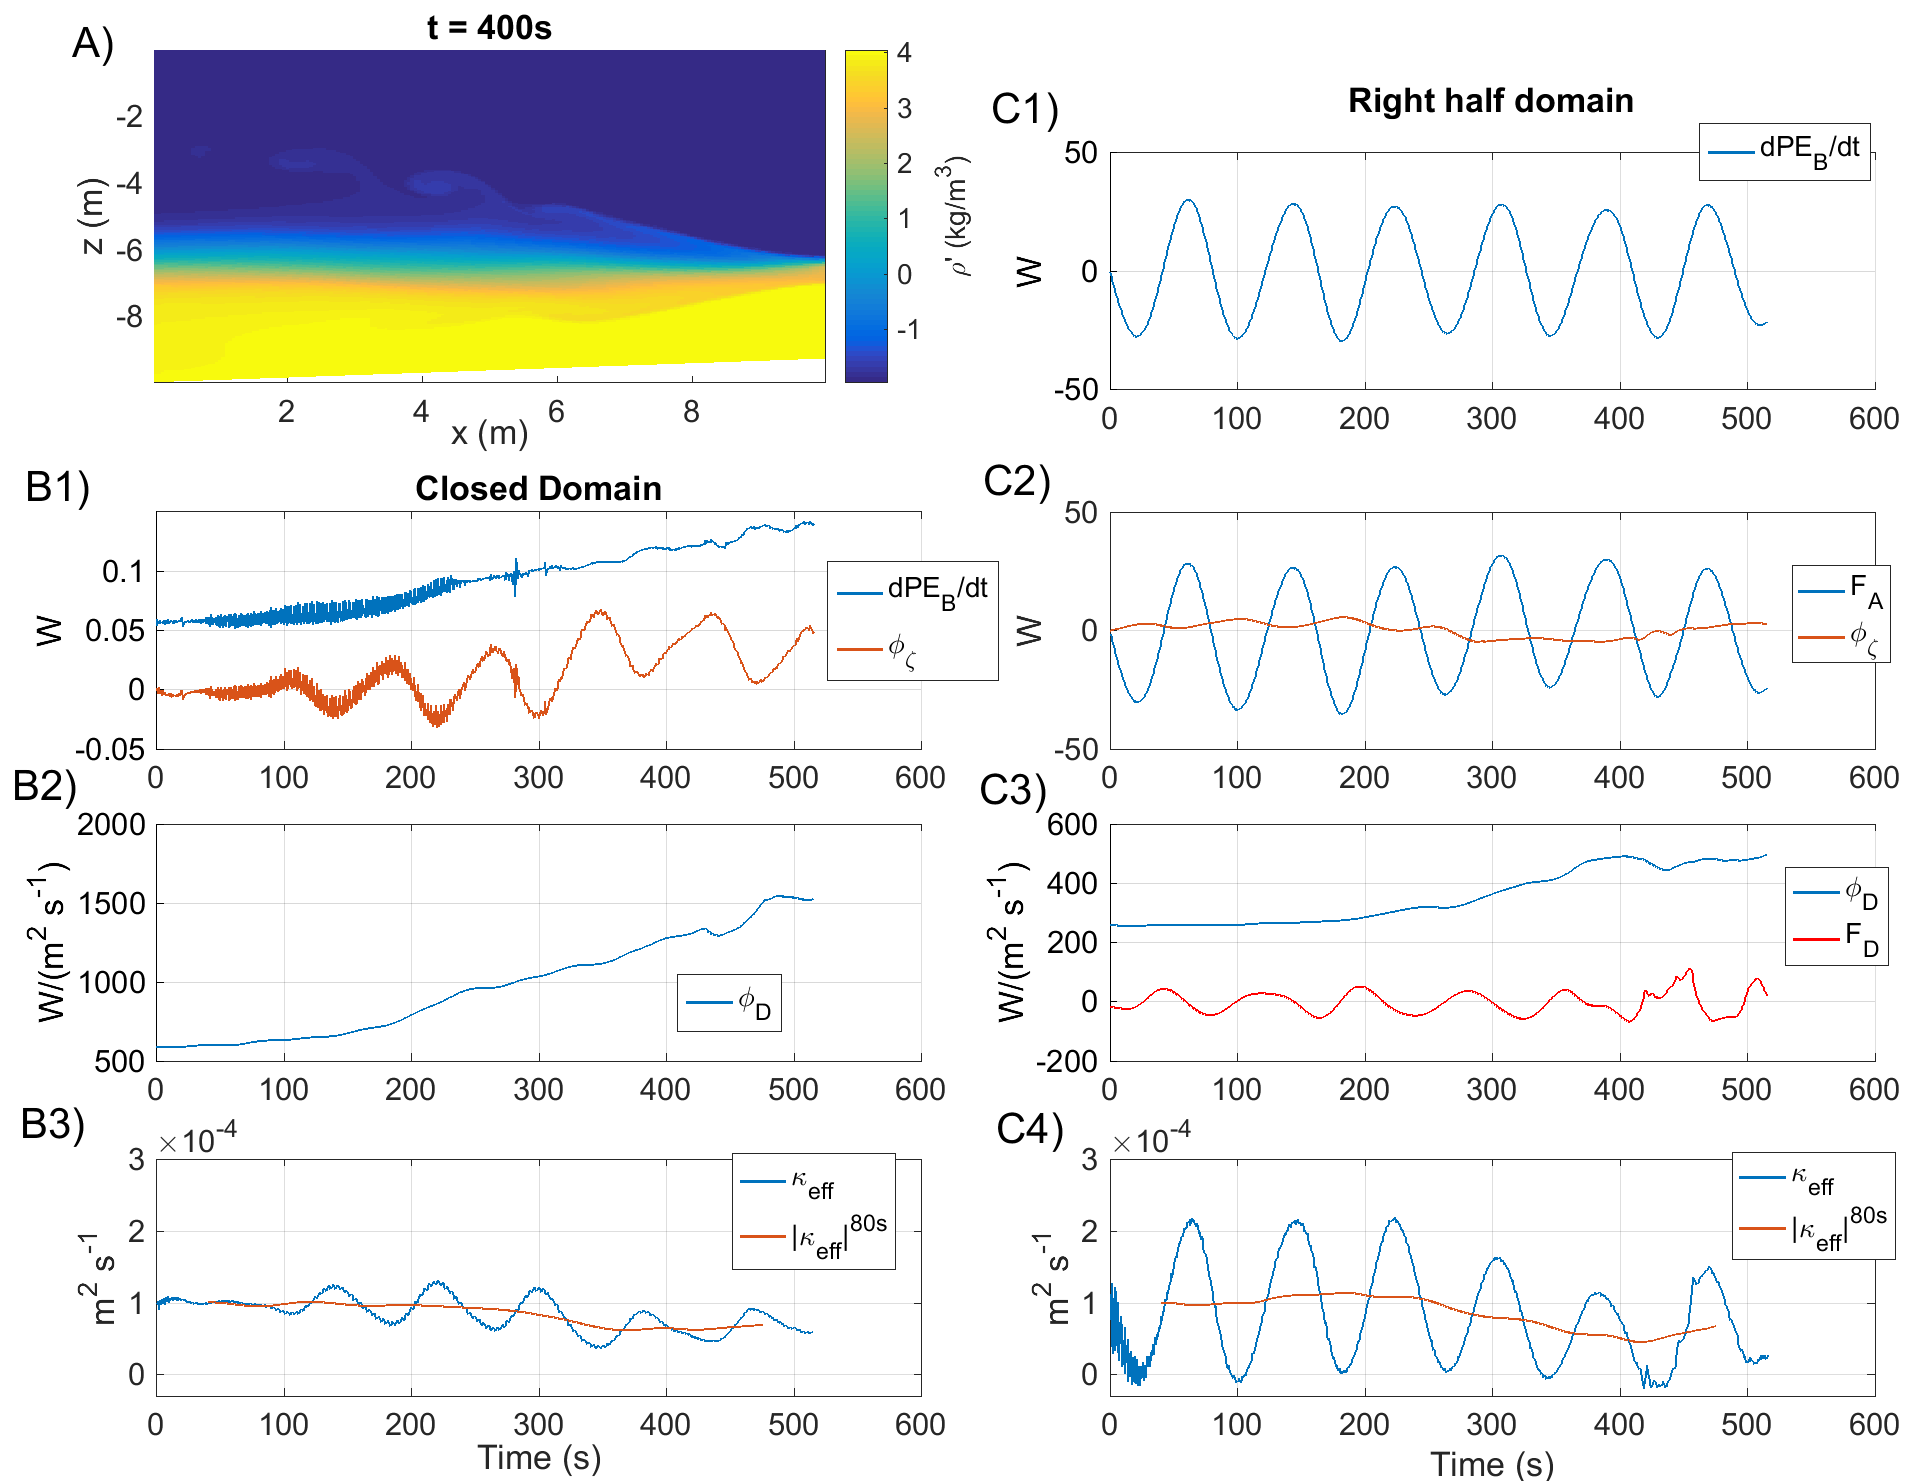 A)
t = 400s
-2
-4
-6
-8
z (m)
2
4
6
8
x (m)
4
3
2
1
0
-1
ρ' (kg/m³)
B1)
Closed Domain
0.1
0.05
0
-0.05
W
dPE_B/dt
ϕ_ζ
0 100 200 300 400 500 600
B2)
2000
1500
1000
500
W/(m² s⁻¹)
ϕ_D
0 100 200 300 400 500 600
B3)
×10⁻⁴
3
2
1
0
m² s⁻¹
κ_eff
|κ_eff|^80s
0 100 200 300 400 500 600
Time (s)
C1)
Right half domain
50
0
-50
W
dPE_B/dt
0 100 200 300 400 500 600
C2)
50
0
-50
W
F_A
ϕ_ζ
0 100 200 300 400 500 600
C3)
600
400
200
0
-200
W/(m² s⁻¹)
ϕ_D
F_D
0 100 200 300 400 500 600
C4)
×10⁻⁴
3
2
1
0
m² s⁻¹
κ_eff
|κ_eff|^80s
0 100 200 300 400 500 600
Time (s)